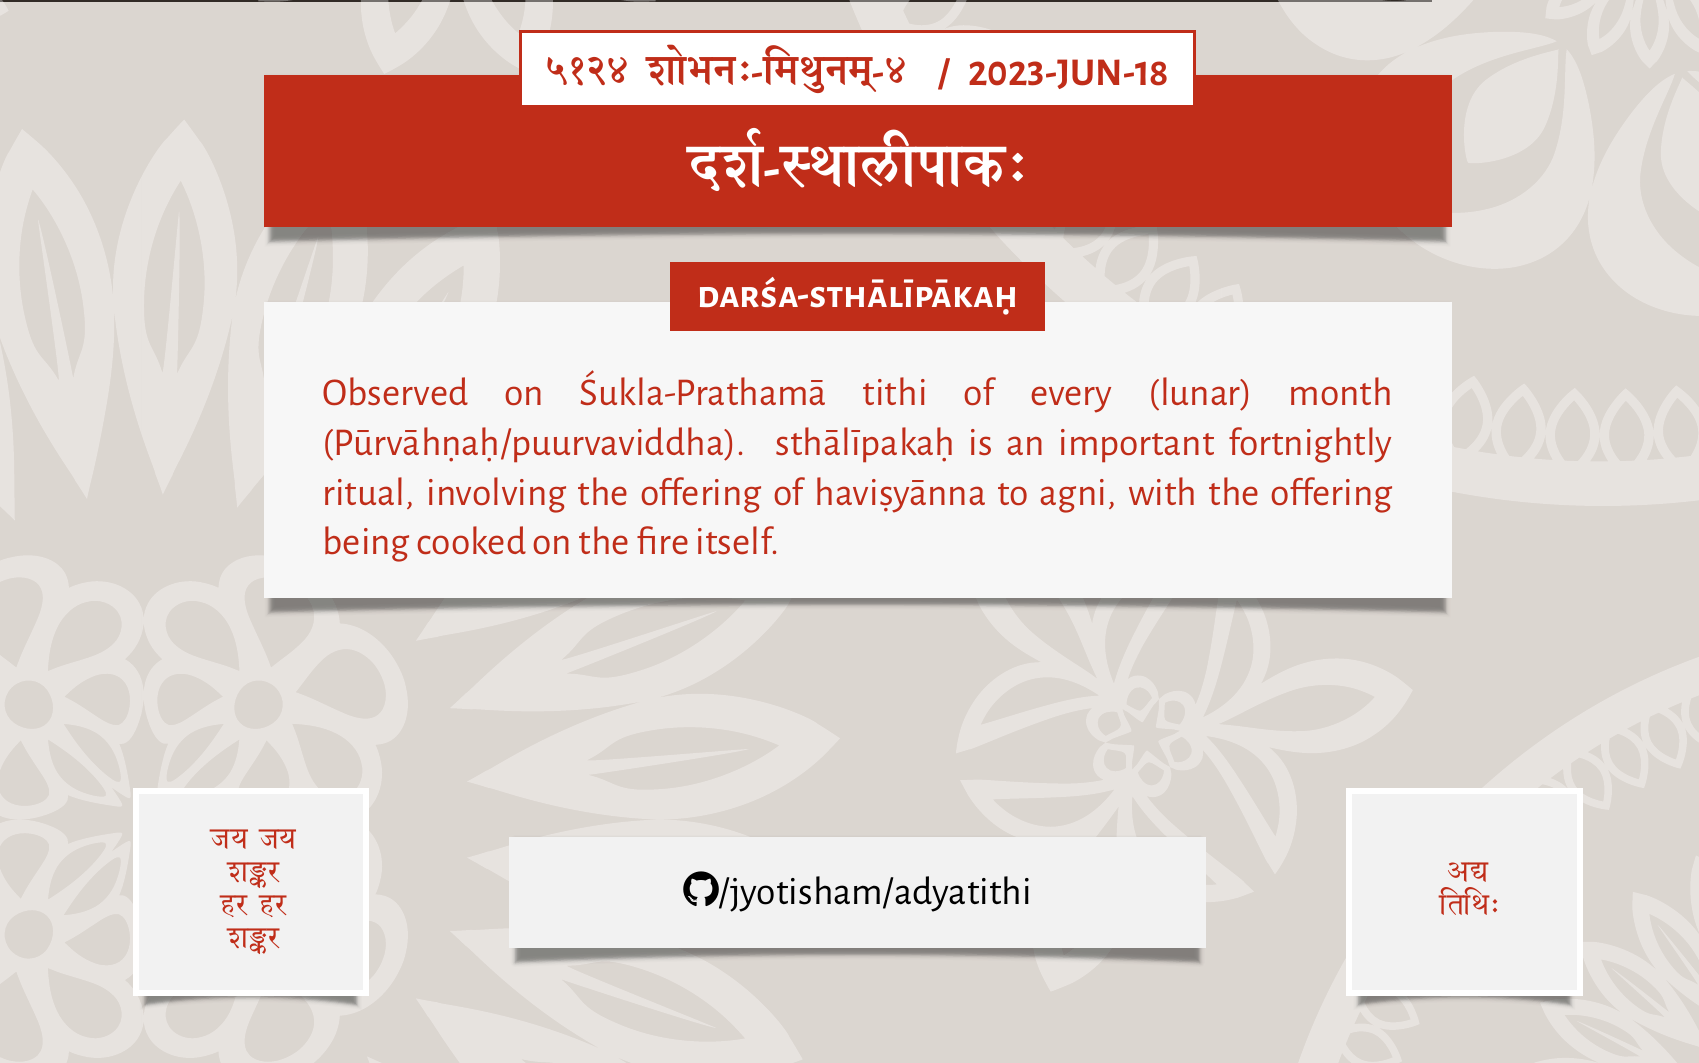 ५१२४ शोभनः-मिथुनम्-४ / 2023-JUN-18
दर्श-स्थालीपाकः
DARŚA-STHĀLĪPĀKAḤ
Observed on Śukla-Prathamā tithi of every (lunar) month
(Pūrvāhṇaḥ/puurvaviddha). sthālīpakaḥ is an important fortnightly
ritual, involving the offering of haviṣyānna to agni, with the offering
being cooked on the fire itself.
जय जय
शङ्कर
हर हर
शङ्कर
/jyotisham/adyatithi
अद्य
तिथिः